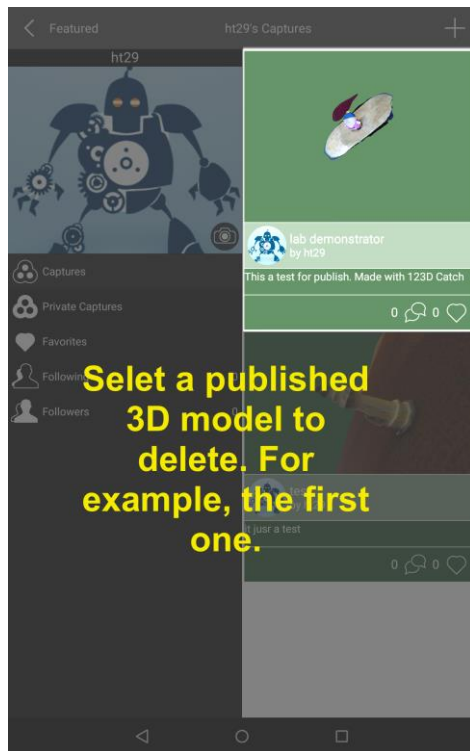 Featured
ht29's Captures
ht29
lab demonstrator
by ht29
This a test for publish. Made with 123D Catch
0 0
Captures
Private Captures
Favorites
Following
Followers 0
Selet a published
3D model to
delete. For
example, the first
one.
it jusr a test
0 0